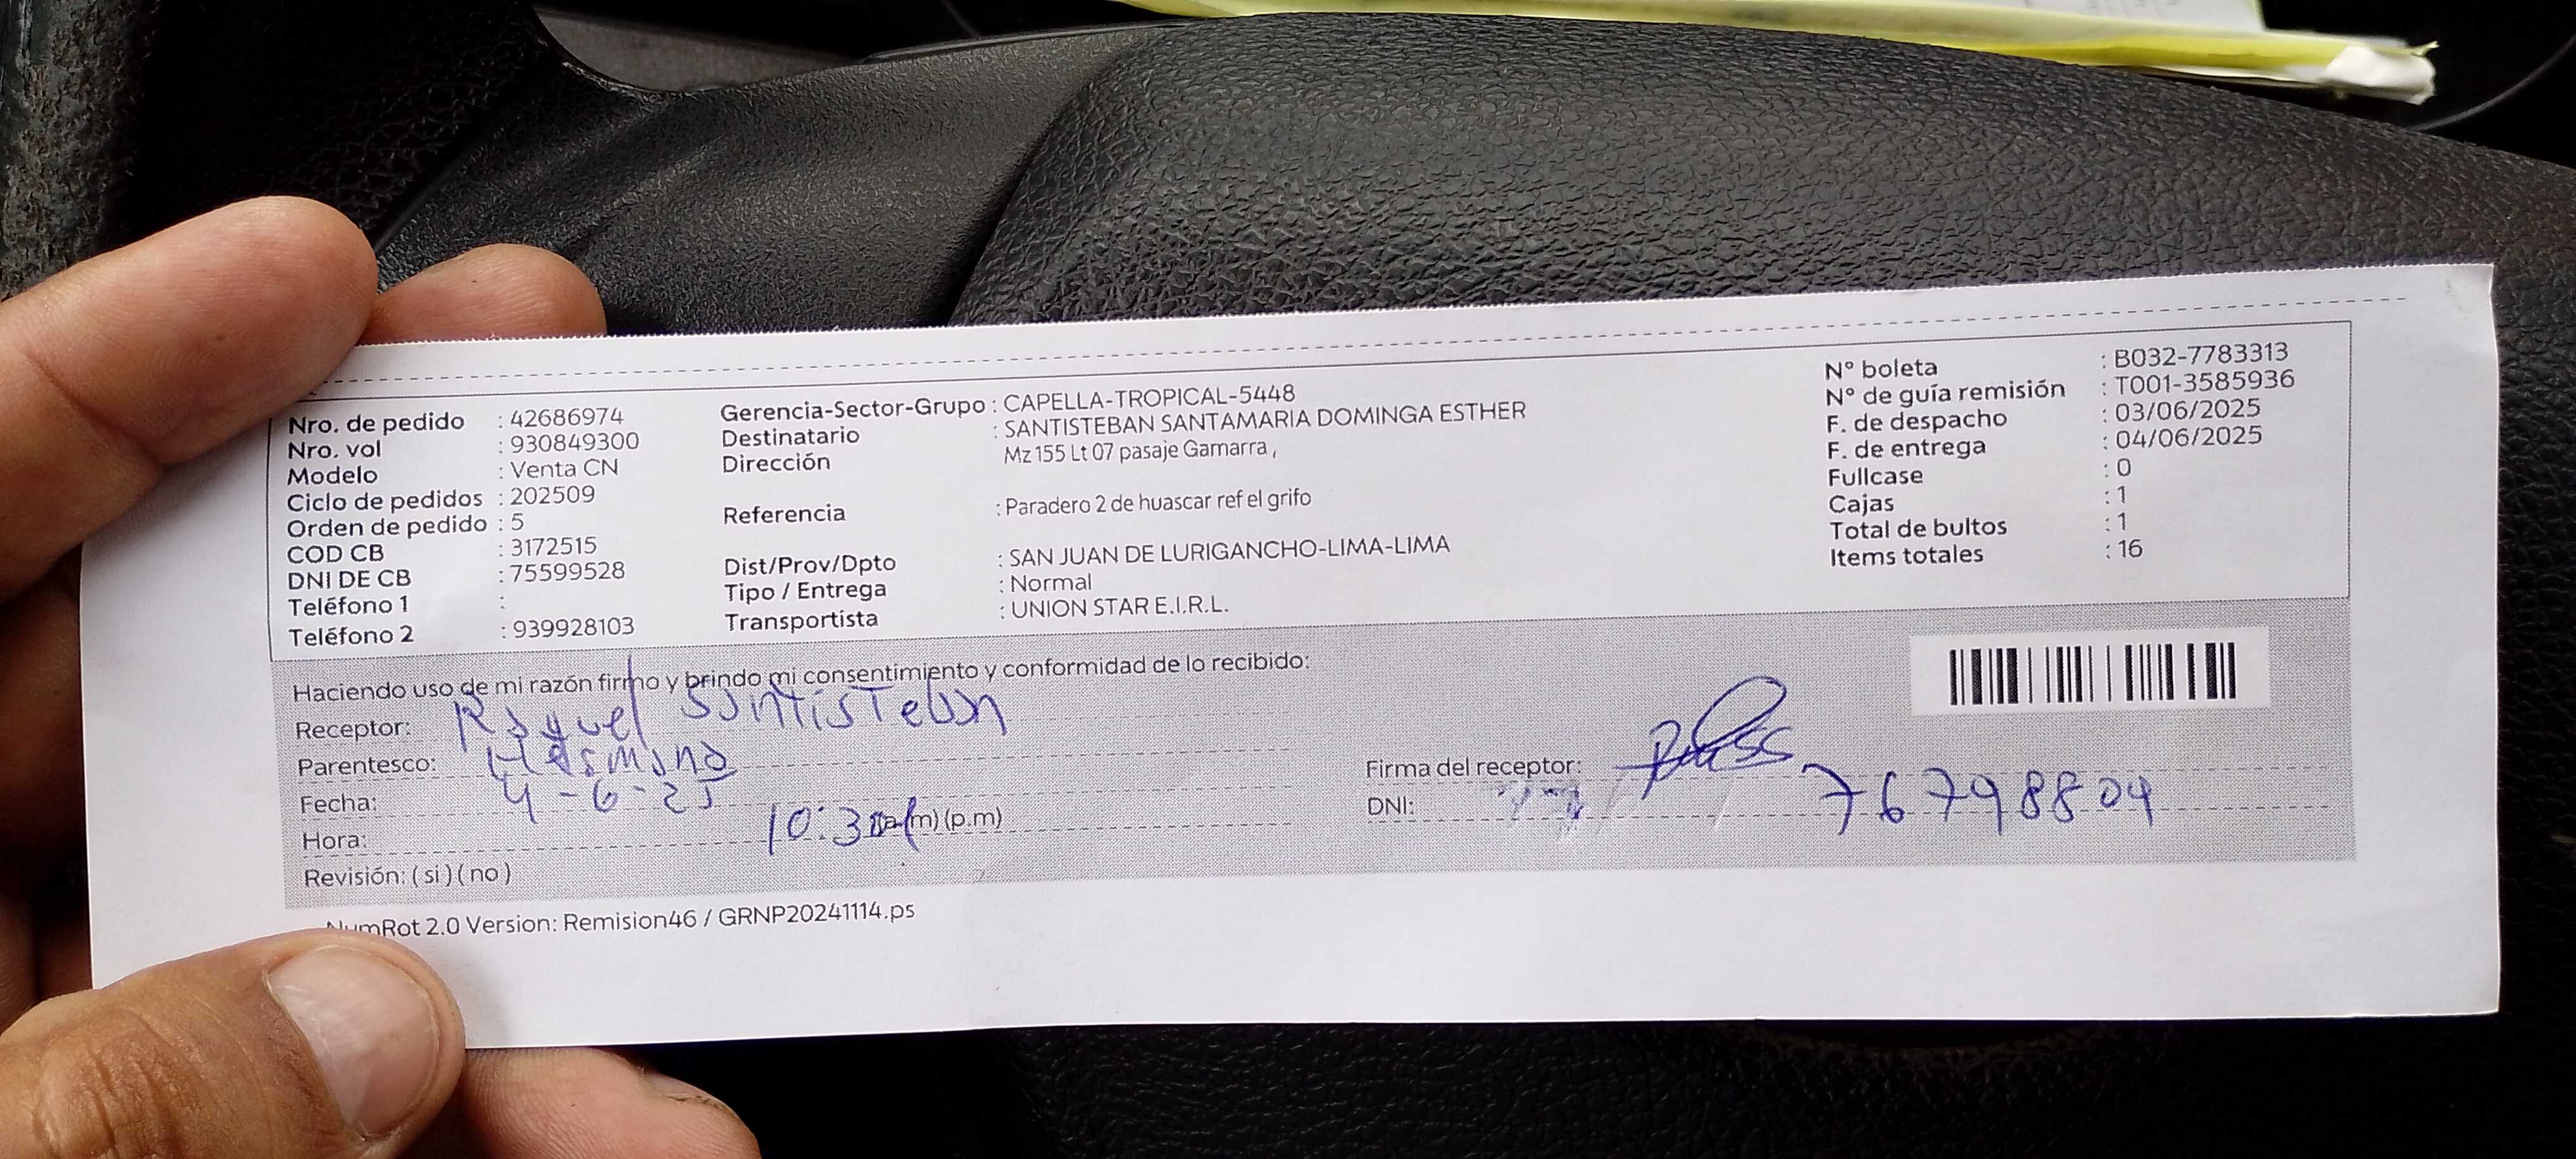 Nro. de pedido : 42686974
Nro. vol : 930849300
Modelo : Venta CN
Ciclo de pedidos : 202509
Orden de pedido : 5
COD CB : 3172515
DNI DE CB : 75599528
Teléfono 1 :
Teléfono 2 : 939928103
Gerencia-Sector-Grupo : CAPELLA-TROPICAL-5448
Destinatario : SANTISTEBAN SANTAMARIA DOMINGA ESTHER
Dirección Mz 155 Lt 07 pasaje Gamarra ,
Referencia : Paradero 2 de huascar ref el grifo
Dist/Prov/Dpto : SAN JUAN DE LURIGANCHO-LIMA-LIMA
Tipo / Entrega : Normal
Transportista : UNION STAR E.I.R.L.
N° boleta : B032-7783313
N° de guía remisión : T001-3585936
F. de despacho : 03/06/2025
F. de entrega : 04/06/2025
Fullcase : 0
Cajas : 1
Total de bultos : 1
Items totales : 16
Haciendo uso de mi razón firmo y brindo mi consentimiento y conformidad de lo recibido:
Receptor: Raquel Santisteban
Parentesco: Hermana
Fecha: 4-6-25
Hora: 10:30 (a.m) (p.m)
Revisión: ( si ) ( no )
Firma del receptor:
DNI: 76798804
NumRot 2.0 Version: Remision46 / GRNP20241114.ps